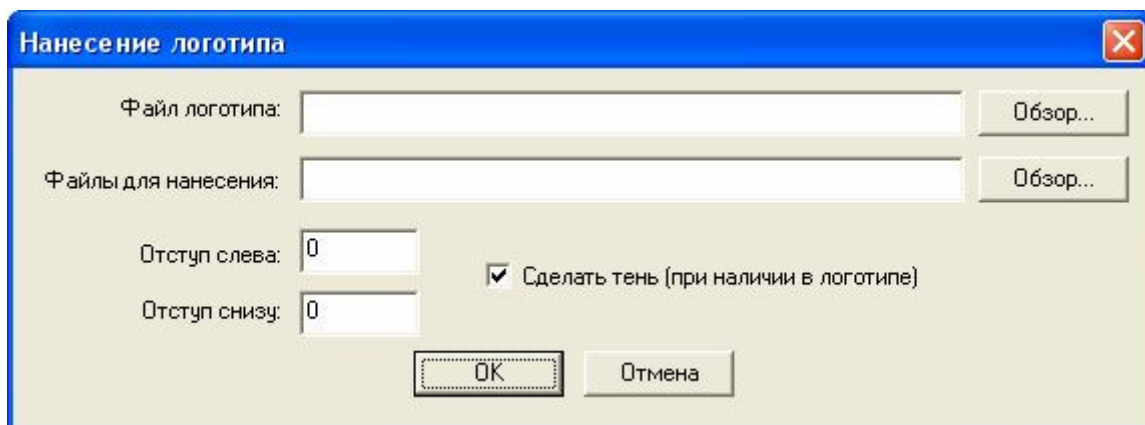 Нанесение логотипа
Файл логотипа:
Обзор...
Файлы для нанесения:
Обзор...
Отступ слева: 0
Сделать тень (при наличии в логотипе)
Отступ снизу: 0
OK
Отмена